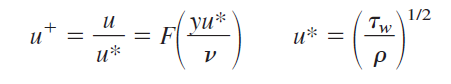 u⁺ = u/u* = F(yu*/ν)    u* = (τ_w/ρ)^1/2